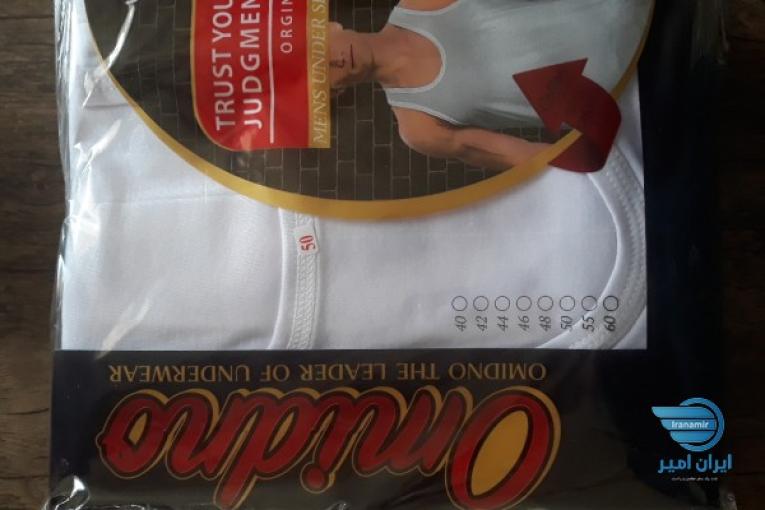 TRUST YOU
JUDGMEN
ORGIN
MENS UNDER S
50
40
42
44
46
48
50
55
60
OMIDNO THE LEADER OF UNDERWEAR
Omidno
Iranamir
ایران امیر